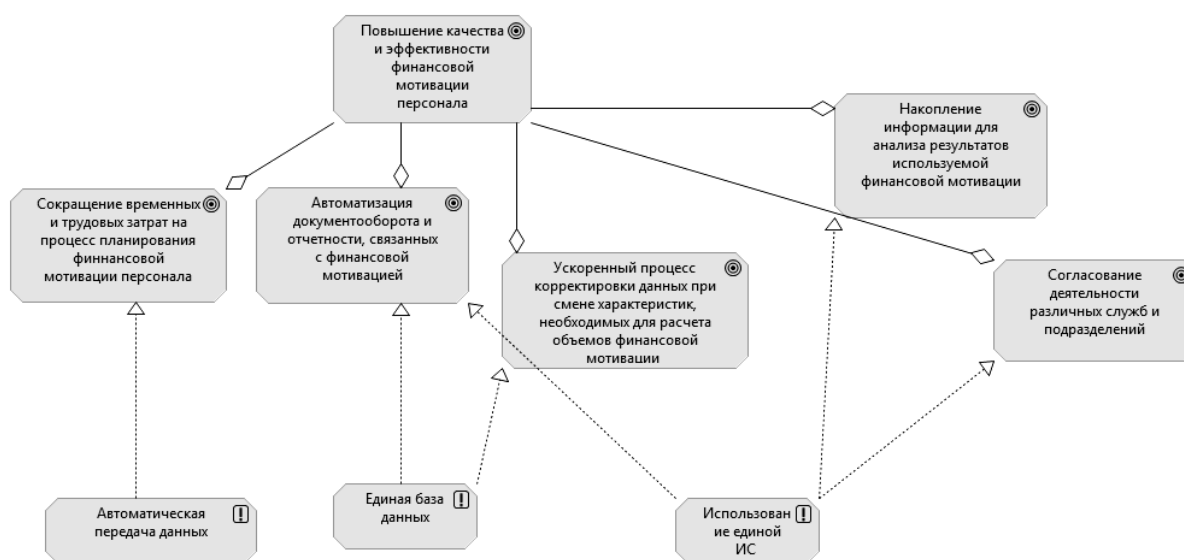 Повышение качества
и эффективности
финансовой
мотивации
персонала
Накопление
информации для
анализа результатов
используемой
финансовой мотивации
Сокращение временных
и трудовых затрат на
процесс планирования
финнансовой
мотивации персонала
Автоматизация
документооборота и
отчетности, связанных
с финансовой
мотивацией
Ускоренный процесс
корректировки данных при
смене характеристик,
необходимых для расчета
объемов финансовой
мотивации
Согласование
деятельности
различных служб и
подразделений
Автоматическая
передача данных
Единая база
данных
Использован
ие единой
ИС